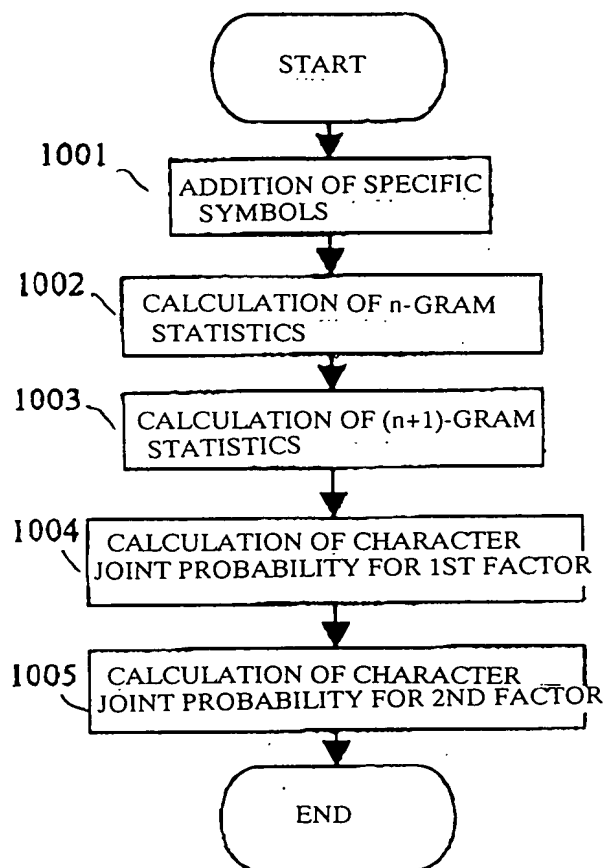 START
1001
ADDITION OF SPECIFIC
SYMBOLS
1002
CALCULATION OF n-GRAM
STATISTICS
1003
CALCULATION OF (n+1)-GRAM
STATISTICS
1004
CALCULATION OF CHARACTER
JOINT PROBABILITY FOR 1ST FACTOR
1005
CALCULATION OF CHARACTER
JOINT PROBABILITY FOR 2ND FACTOR
END